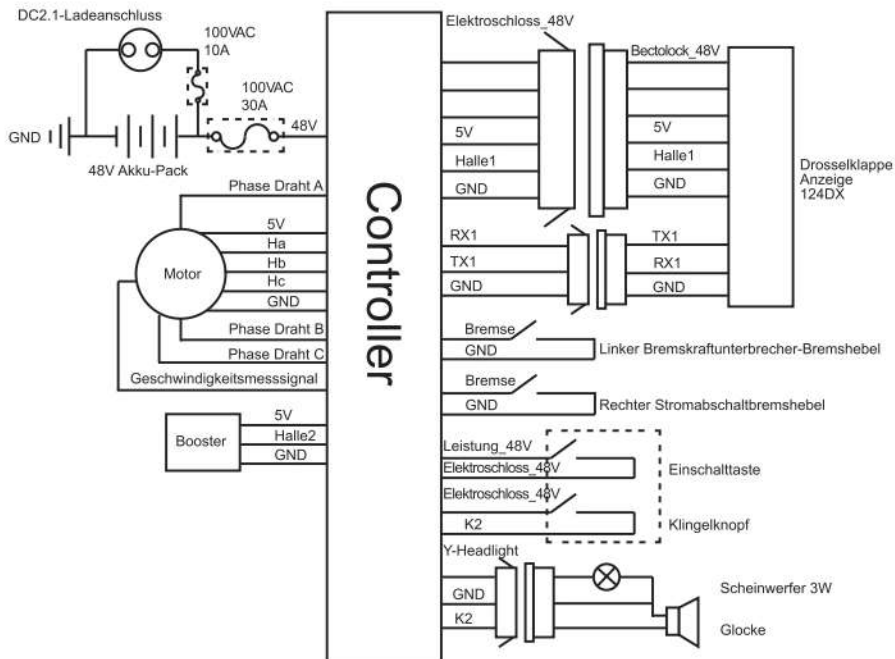 DC2.1-Ladeanschluss
100VAC
10A
100VAC
30A
48V
GND
48V Akku-Pack
Phase Draht A
5V
Ha
Hb
Hc
GND
Motor
Phase Draht B
Phase Draht C
Geschwindigkeitsmesssignal
5V
Halle2
GND
Booster
Controller
Elektroschloss_48V
5V
Halle1
GND
Bectolock_48V
5V
Halle1
GND
Drosselklappe
Anzeige
124DX
RX1
TX1
GND
TX1
RX1
GND
Bremse
GND
Linker Bremskraftunterbrecher-Bremshebel
Bremse
GND
Rechter Stromabschaltbremshebel
Leistung_48V
Elektroschloss_48V
Einschalttaste
Elektroschloss_48V
K2
Klingelknopf
Y-Headlight
GND
K2
Scheinwerfer 3W
Glocke